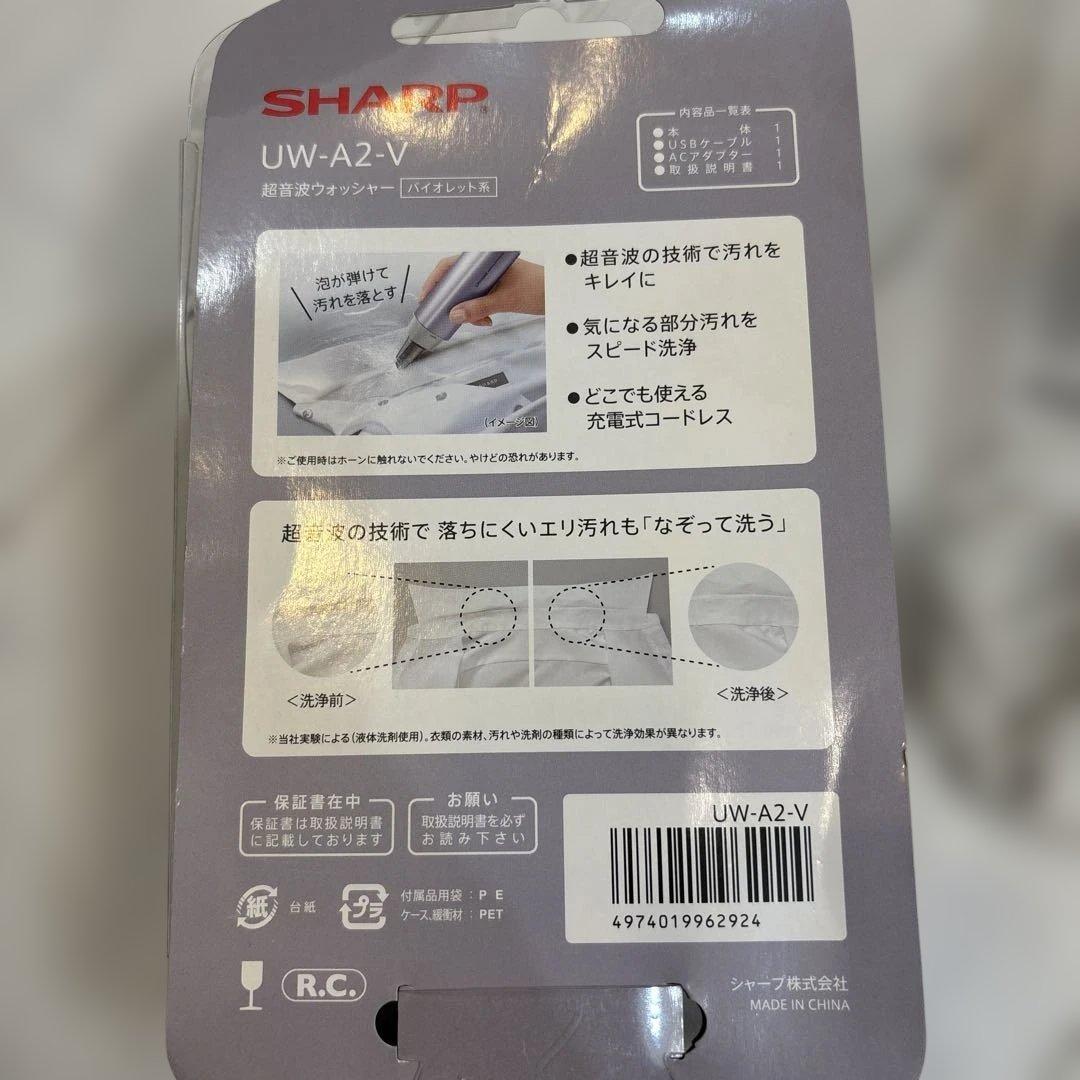 SHARP
UW-A2-V
超音波ウォッシャー バイオレット系
内容品一覧表
●本体 1
●USBケーブル 1
●ACアダプター 1
●取扱説明書 1
泡が弾けて
汚れを落とす
SHARP
(イメージ図)
●超音波の技術で汚れを
キレイに
●気になる部分汚れを
スピード洗浄
●どこでも使える
充電式コードレス
※ご使用時はホーンに触れないでください。やけどの恐れがあります。
超音波の技術で 落ちにくいエリ汚れも「なぞって洗う」
<洗浄前>
<洗浄後>
※当社実験による(液体洗剤使用)。衣類の素材、汚れや洗剤の種類によって洗浄効果が異なります。
保証書在中
保証書は取扱説明書
に記載しております
お願い
取扱説明書を必ず
お読み下さい
UW-A2-V
4974019962924
紙 台紙
プラ
付属品用袋 : PE
ケース、緩衝材 : PET
R.C.
シャープ株式会社
MADE IN CHINA